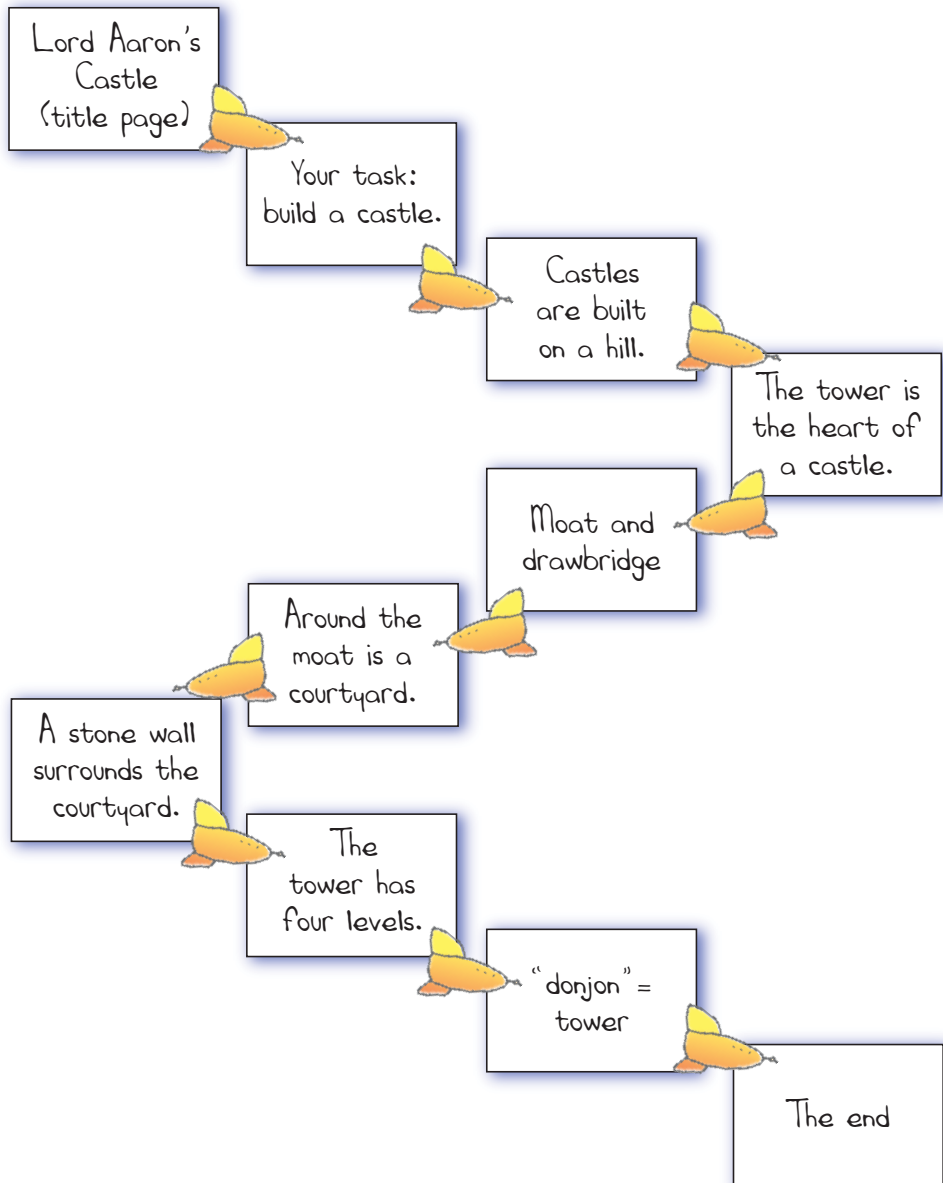 Lord Aaron's
Castle
(title page)
Your task:
build a castle.
Castles
are built
on a hill.
The tower is
the heart of
a castle.
Moat and
drawbridge
Around the
moat is a
courtyard.
A stone wall
surrounds the
courtyard.
The
tower has
four levels.
“donjon” =
tower
The end